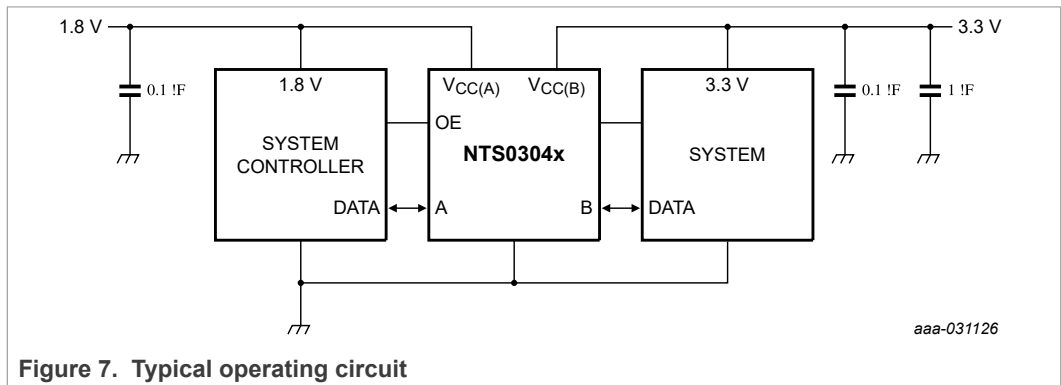 1.8 V
3.3 V
0.1 !F
1.8 V
SYSTEM
CONTROLLER
DATA
VCC(A)
VCC(B)
OE
NTS0304x
A
B
3.3 V
SYSTEM
DATA
0.1 !F
1 !F
aaa-031126
Figure 7. Typical operating circuit